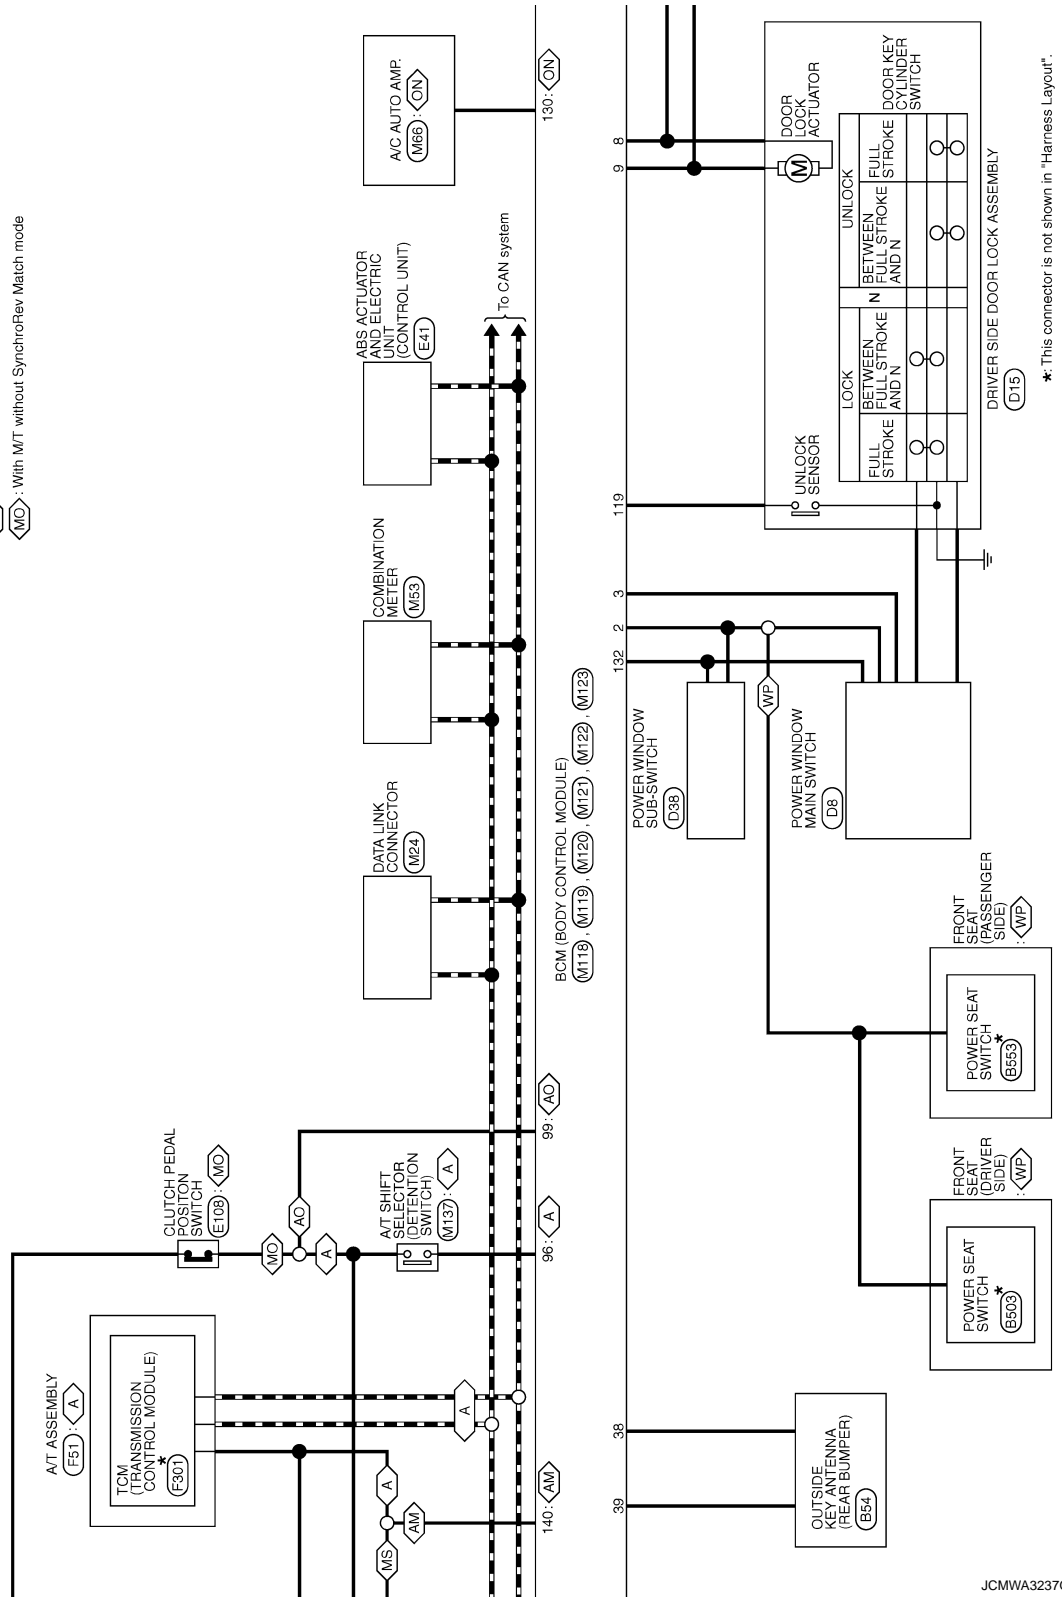 MO : With M/T without SynchroRev Match mode
A/C AUTO AMP.
M66 : ON
130: ON
ABS ACTUATOR
AND ELECTRIC
UNIT
(CONTROL UNIT)
E41
To CAN system
COMBINATION
METER
M53
DATA LINK
CONNECTOR
M24
CLUTCH PEDAL
POSITON
SWITCH
E108 : MO
MO
AO
A
A/T SHIFT
SELECTOR
(DETENTION
SWITCH)
M137 : A
99: AO
96: A
A/T ASSEMBLY
F51 : A
TCM
(TRANSMISSION
CONTROL MODULE)
*
F301
A
A
AM
MS
140: AM
BCM (BODY CONTROL MODULE)
M118 , M119 , M120 , M121 , M122 , M123
8
9
119
3
2
132
38
39
DOOR
LOCK
ACTUATOR
M
DOOR KEY
CYLINDER
SWITCH
UNLOCK
SENSOR
LOCK
N
UNLOCK
FULL
STROKE
BETWEEN
FULL STROKE
AND N
BETWEEN
FULL STROKE
AND N
FULL
STROKE
DRIVER SIDE DOOR LOCK ASSEMBLY
D15
POWER WINDOW
SUB-SWITCH
D38
WP
POWER WINDOW
MAIN SWITCH
D8
FRONT
SEAT
(PASSENGER
SIDE)
: WP
POWER SEAT
SWITCH
*
B553
FRONT
SEAT
(DRIVER
SIDE)
: WP
POWER SEAT
SWITCH
*
B503
OUTSIDE
KEY ANTENNA
(REAR BUMPER)
B54
*: This connector is not shown in "Harness Layout".